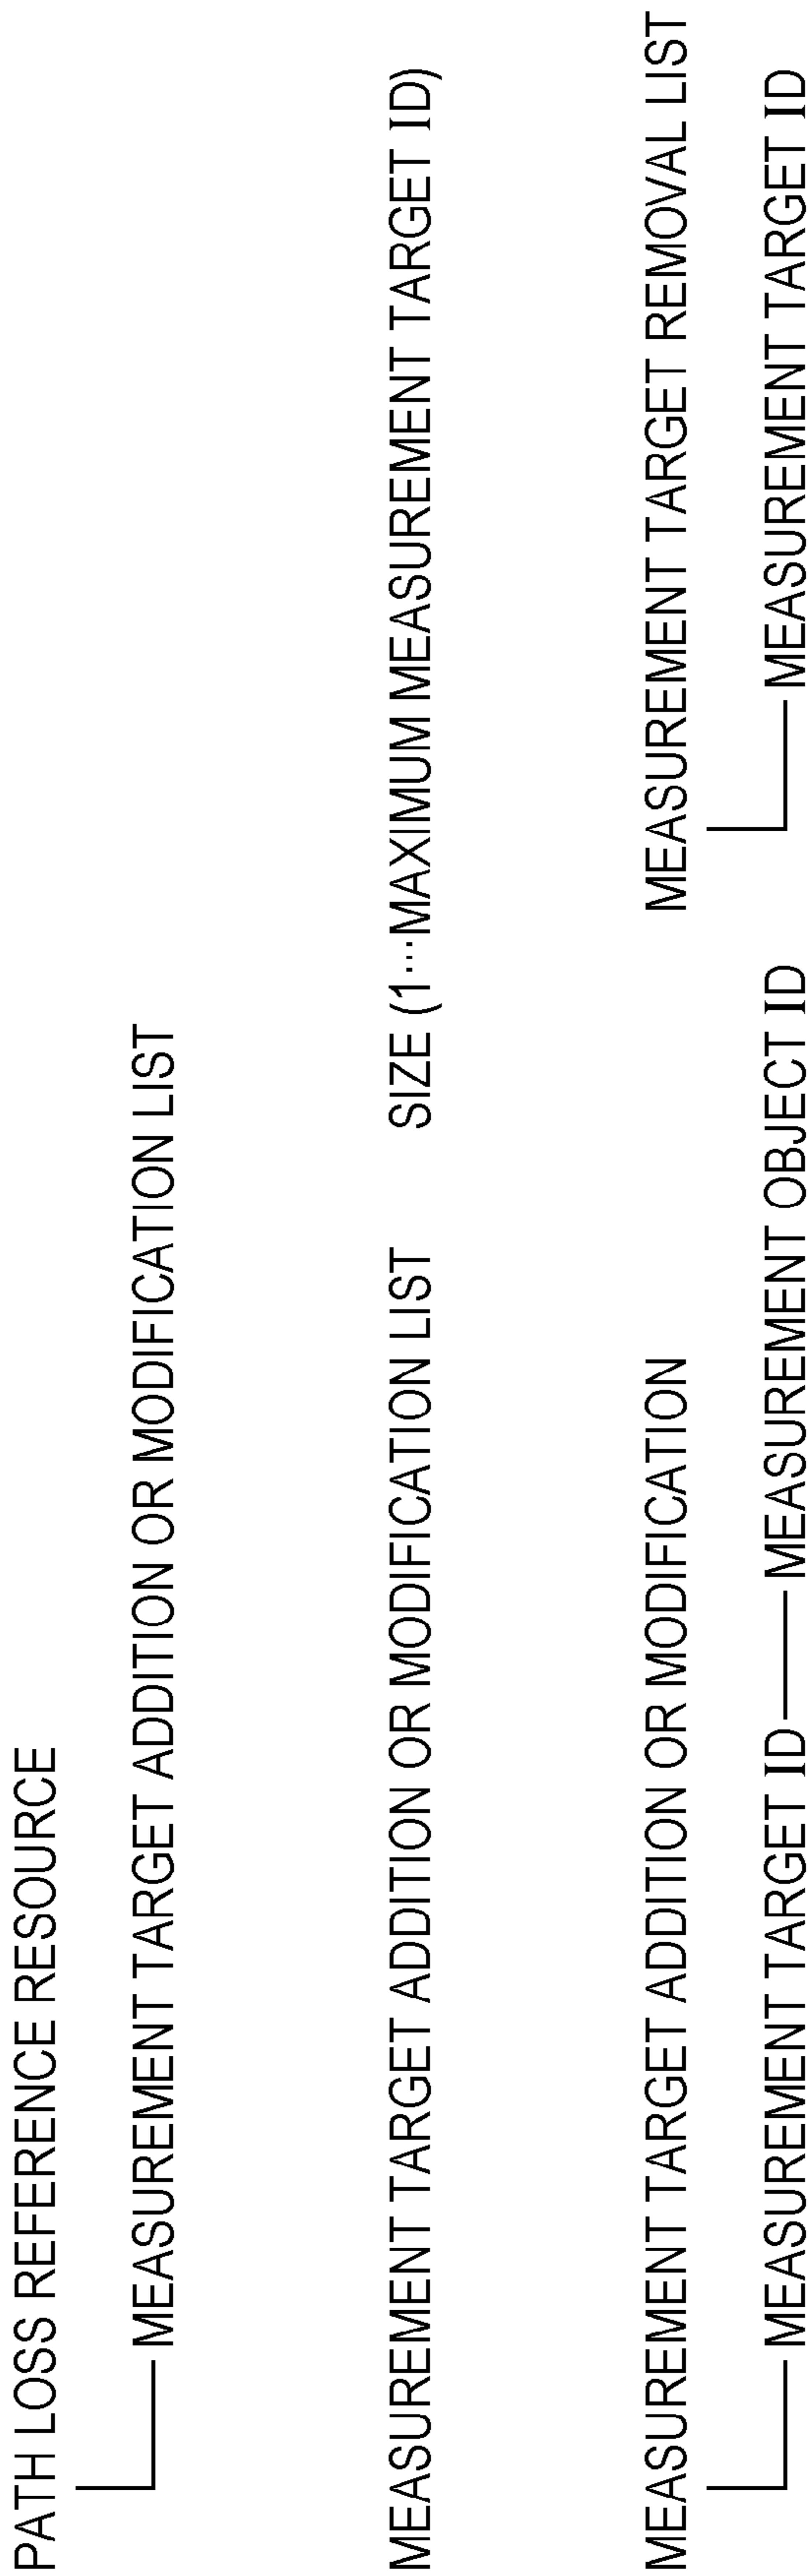 PATH LOSS REFERENCE RESOURCE
MEASUREMENT TARGET ADDITION OR MODIFICATION LIST
MEASUREMENT TARGET ADDITION OR MODIFICATION LIST SIZE (1···MAXIMUM MEASUREMENT TARGET ID)
MEASUREMENT TARGET ADDITION OR MODIFICATION
MEASUREMENT TARGET ID MEASUREMENT OBJECT ID
MEASUREMENT TARGET REMOVAL LIST
MEASUREMENT TARGET ID